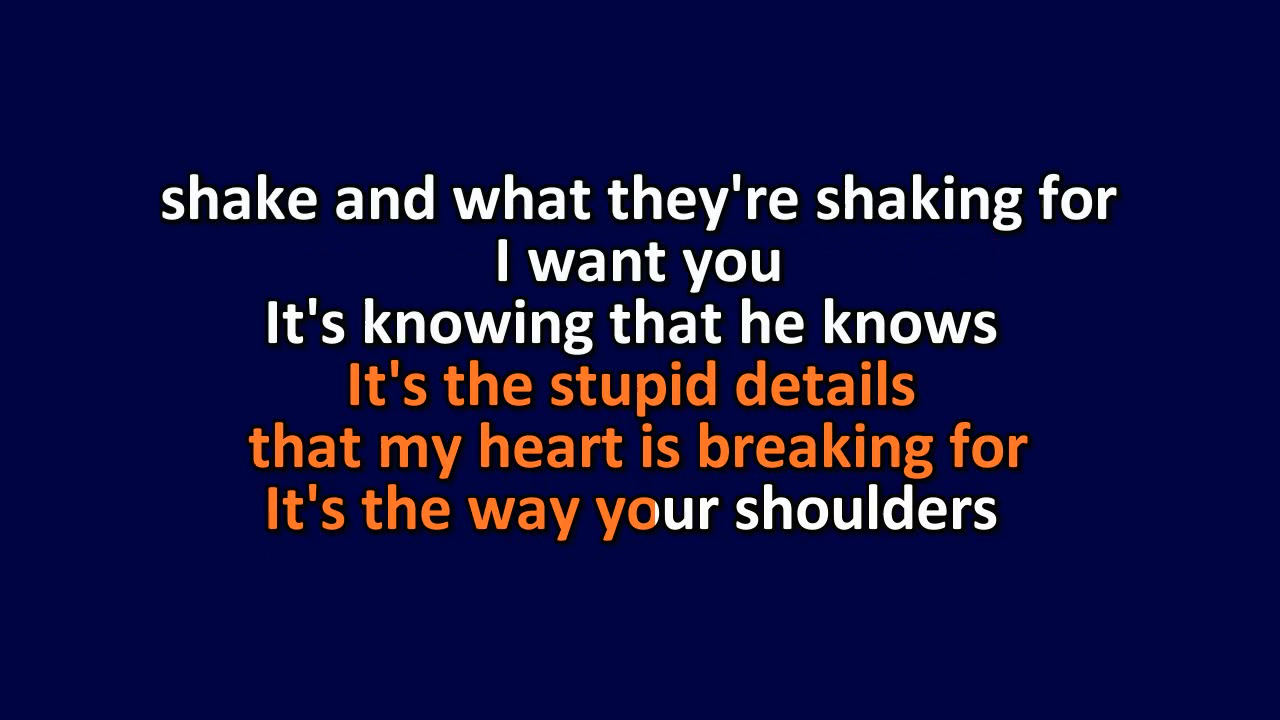 shake and what they're shaking for
I want you
It's knowing that he knows
It's the stupid details
that my heart is breaking for
It's the way your shoulders